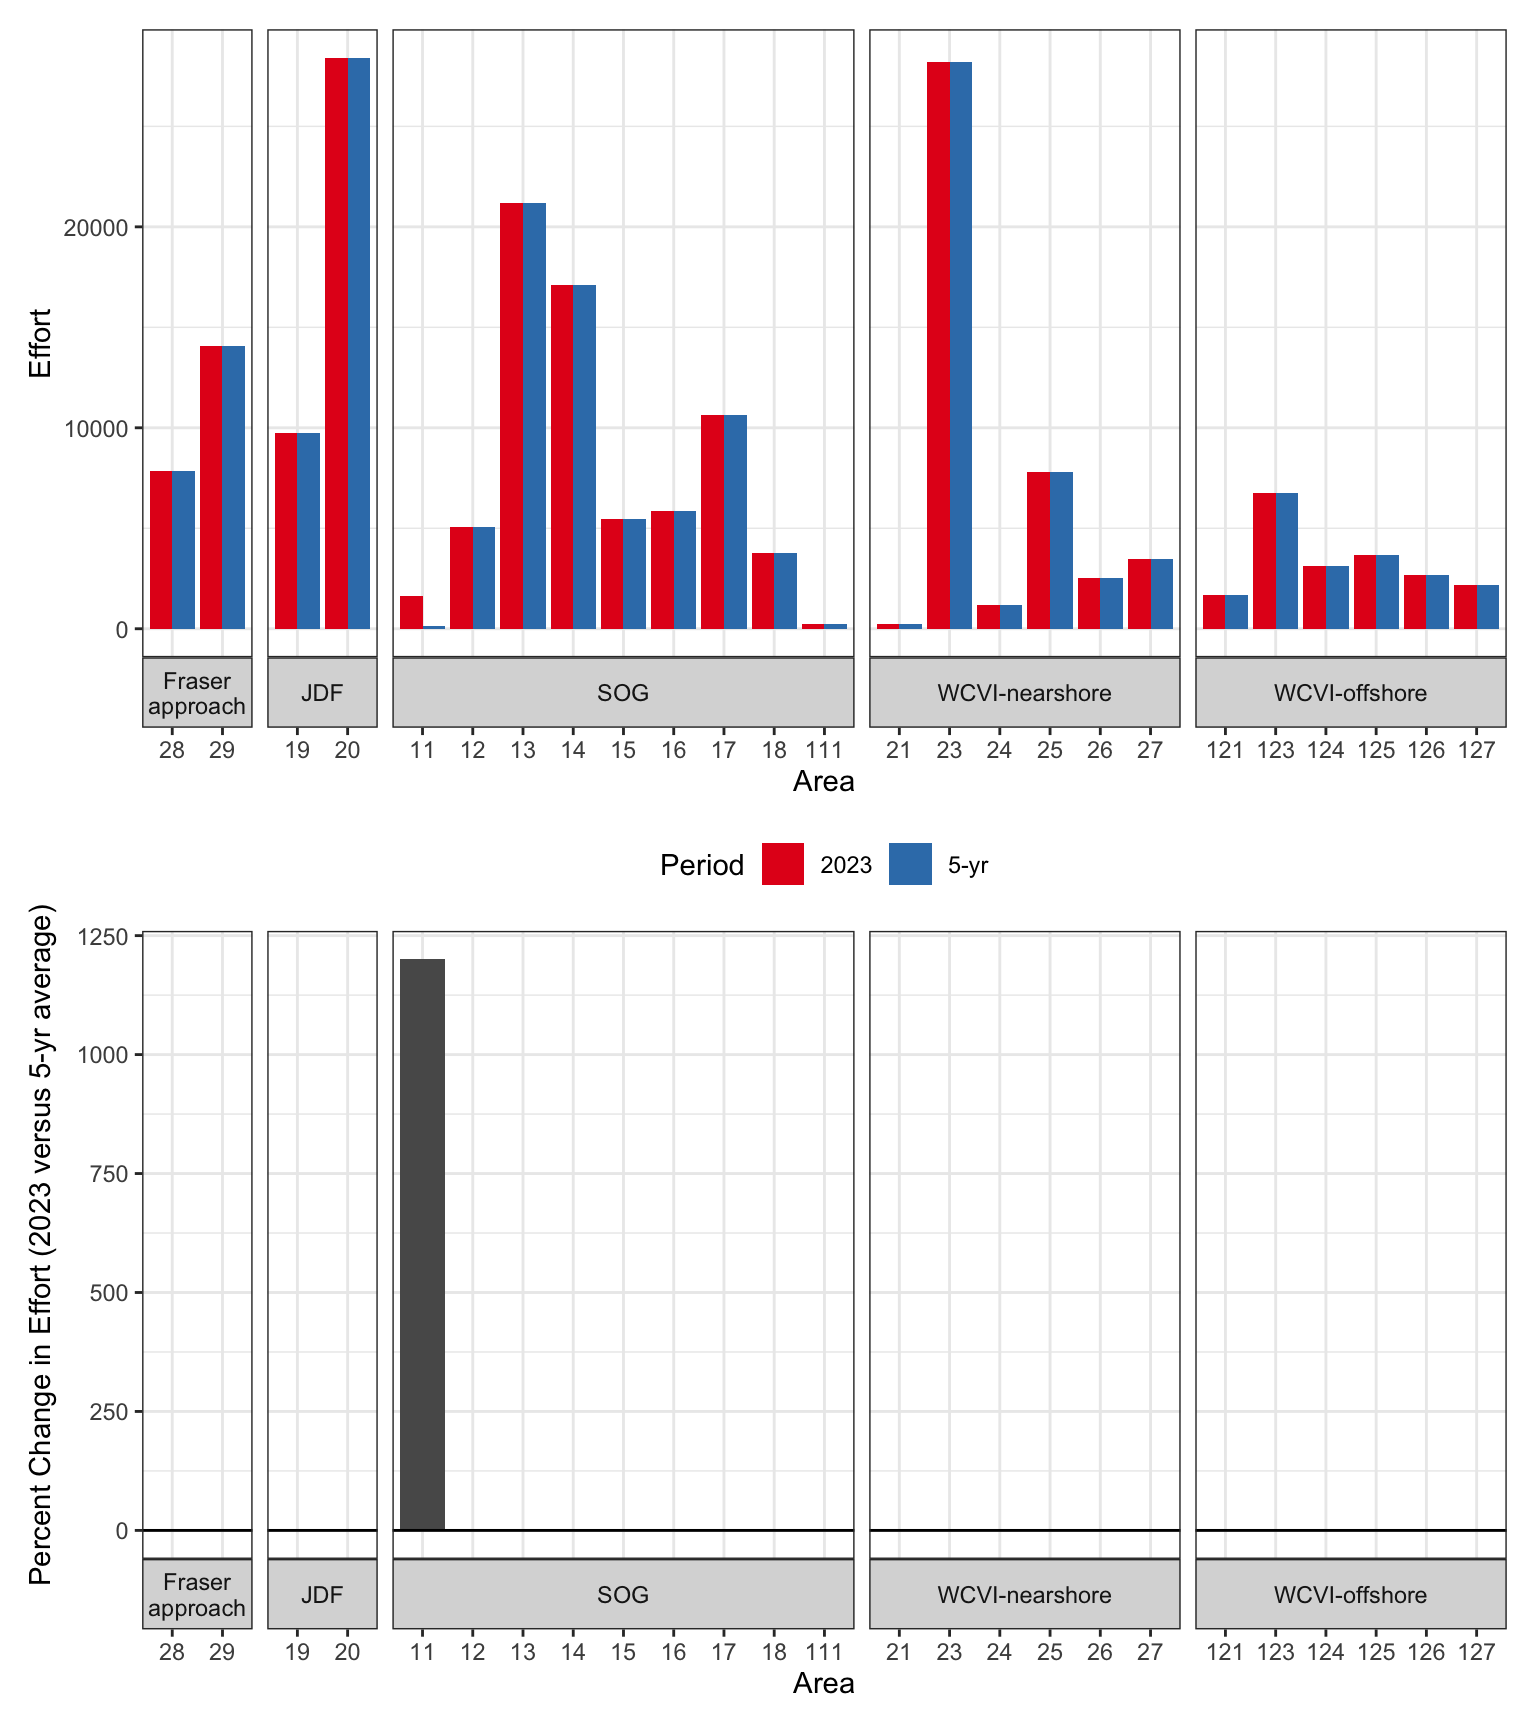 Effort
20000
10000
0
Fraser
approach
JDF
SOG
WCVI-nearshore
WCVI-offshore
28 29 19 20 11 12 13 14 15 16 17 18 111 21 23 24 25 26 27 121 123 124 125 126 127
Area
Period 2023 5-yr
Percent Change in Effort (2023 versus 5-yr average)
1250
1000
750
500
250
0
Fraser
approach
JDF
SOG
WCVI-nearshore
WCVI-offshore
28 29 19 20 11 12 13 14 15 16 17 18 111 21 23 24 25 26 27 121 123 124 125 126 127
Area